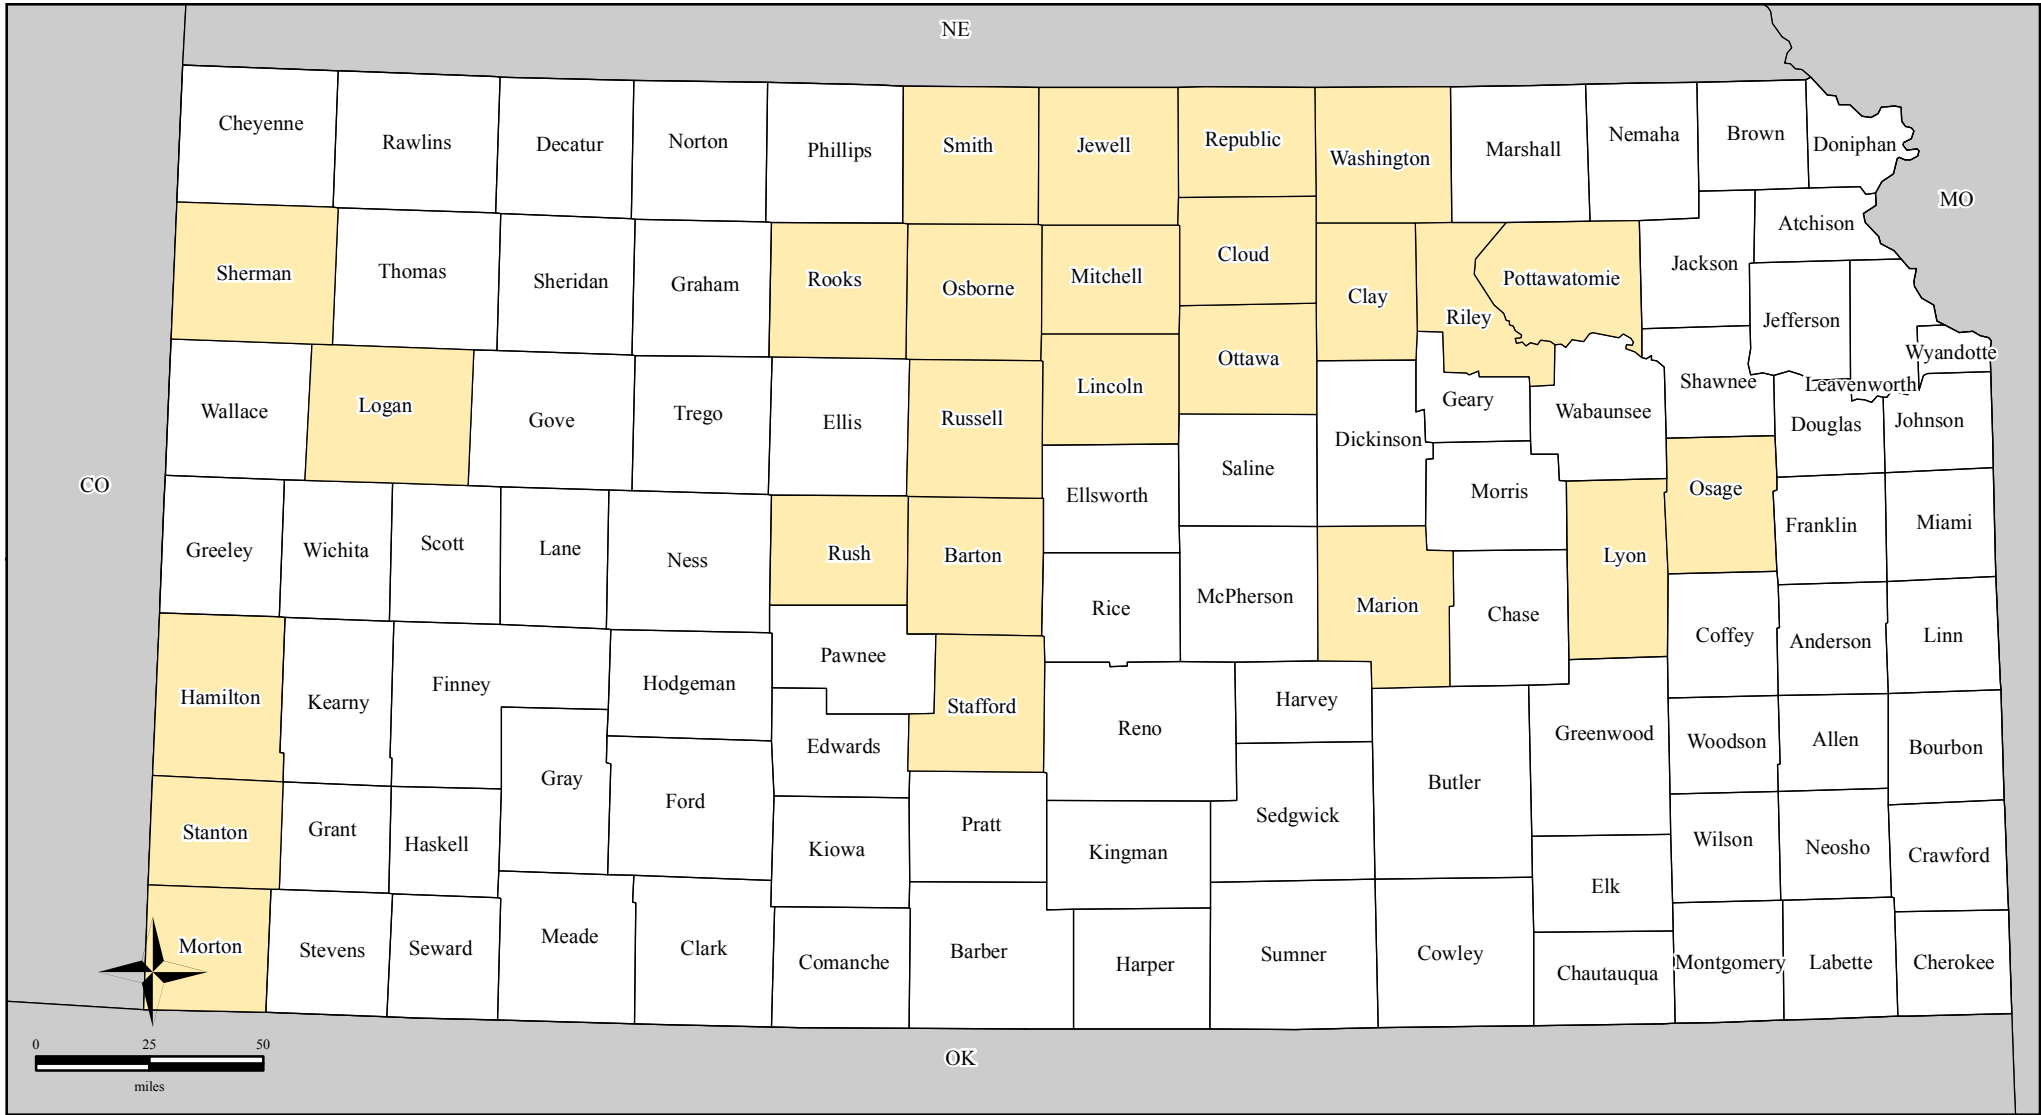 NE
Cheyenne
Rawlins
Decatur
Norton
Phillips
Smith
Jewell
Republic
Washington
Marshall
Nemaha
Brown
Doniphan
MO
Sherman
Thomas
Sheridan
Graham
Rooks
Osborne
Mitchell
Cloud
Clay
Riley
Pottawatomie
Jackson
Atchison
Jefferson
Leavenworth
Wyandotte
CO
Wallace
Logan
Gove
Trego
Ellis
Russell
Lincoln
Ottawa
Dickinson
Geary
Wabaunsee
Shawnee
Douglas
Johnson
Ellsworth
Saline
Morris
Osage
Franklin
Miami
Greeley
Wichita
Scott
Lane
Ness
Rush
Barton
Rice
McPherson
Marion
Chase
Lyon
Coffey
Anderson
Linn
Hamilton
Kearny
Finney
Hodgeman
Pawnee
Edwards
Stafford
Reno
Harvey
Butler
Greenwood
Woodson
Allen
Bourbon
Stanton
Grant
Haskell
Gray
Ford
Kiowa
Pratt
Kingman
Sedgwick
Elk
Wilson
Neosho
Crawford
Morton
Stevens
Seward
Meade
Clark
Comanche
Barber
Harper
Sumner
Cowley
Chautauqua
Montgomery
Labette
Cherokee
0 25 50
miles
OK